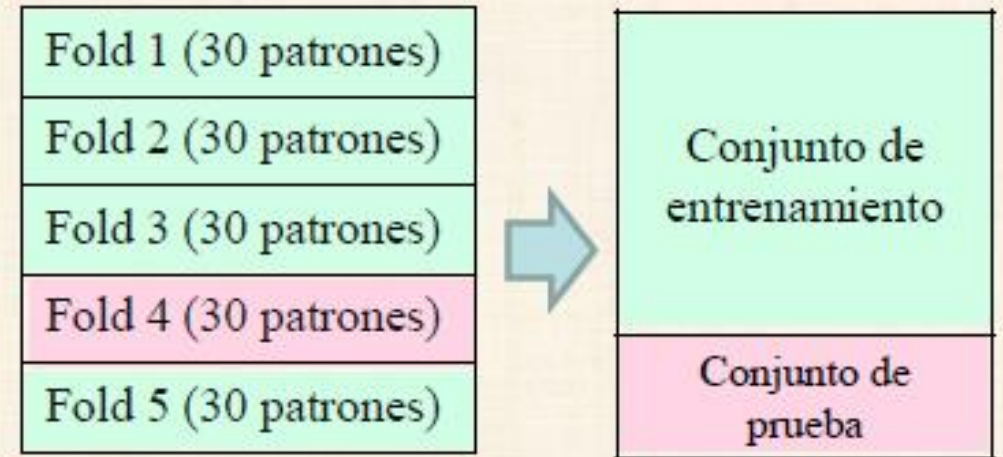 Fold 1 (30 patrones)
Fold 2 (30 patrones)
Fold 3 (30 patrones)
Fold 4 (30 patrones)
Fold 5 (30 patrones)
Conjunto de
entrenamiento
Conjunto de
prueba